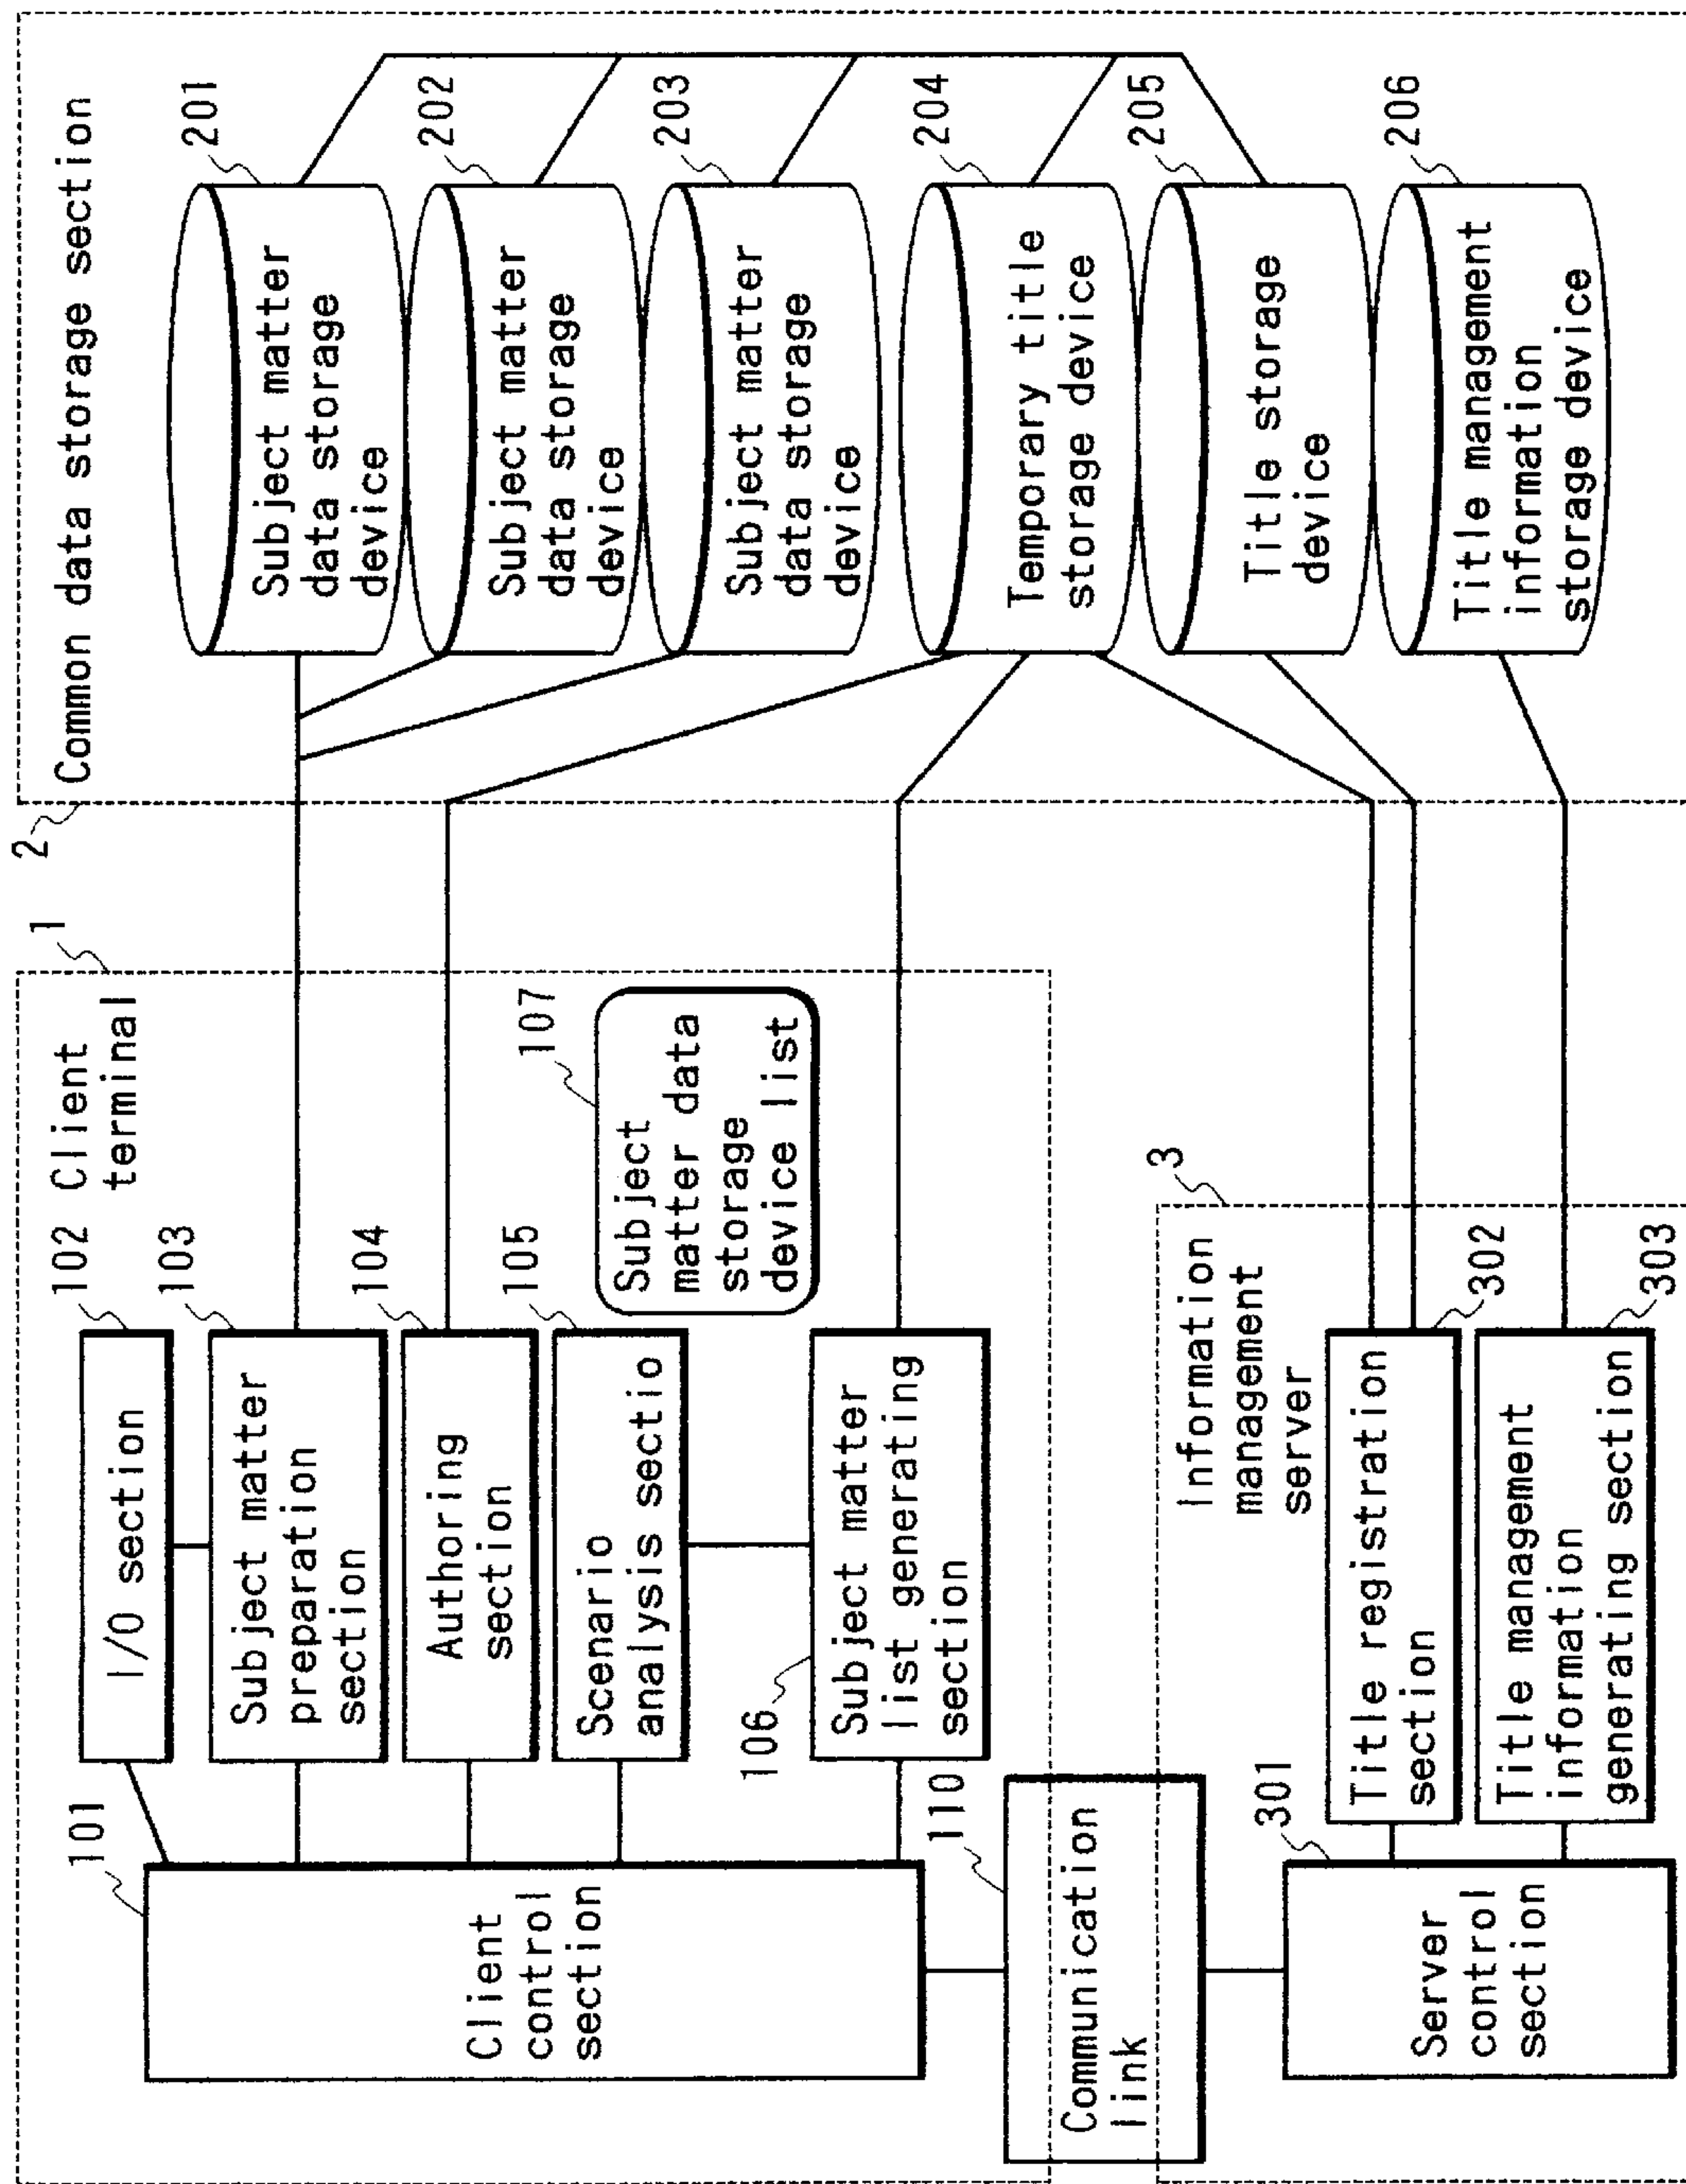 1
Client
terminal
101
Client
control
section
102
I/O section
103
Subject matter
preparation
section
104
Authoring
section
105
Scenario
analysis sectio
106
Subject matter
list generating
section
107
Subject
matter data
storage
device list
110
Communication
link
2
Common data storage section
201
Subject matter
data storage
device
202
Subject matter
data storage
device
203
Subject matter
data storage
device
204
Temporary title
storage device
205
Title storage
device
206
Title management
information
storage device
3
Information
management
server
301
Server
control
section
302
Title registration
section
303
Title management
information
generating section